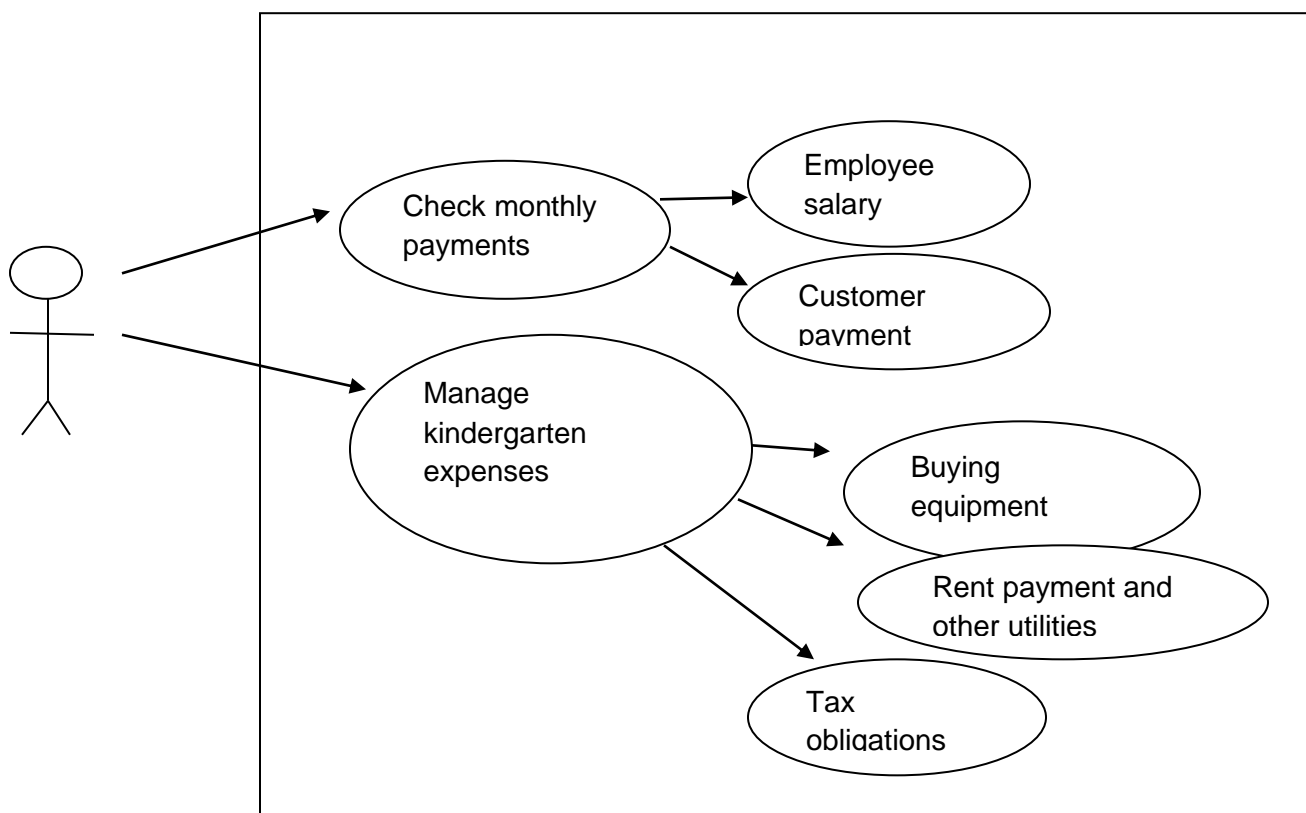 Employee
salary
Check monthly
payments
Customer
payment
Manage
kindergarten
expenses
Buying
equipment
Rent payment and
other utilities
Tax
obligations